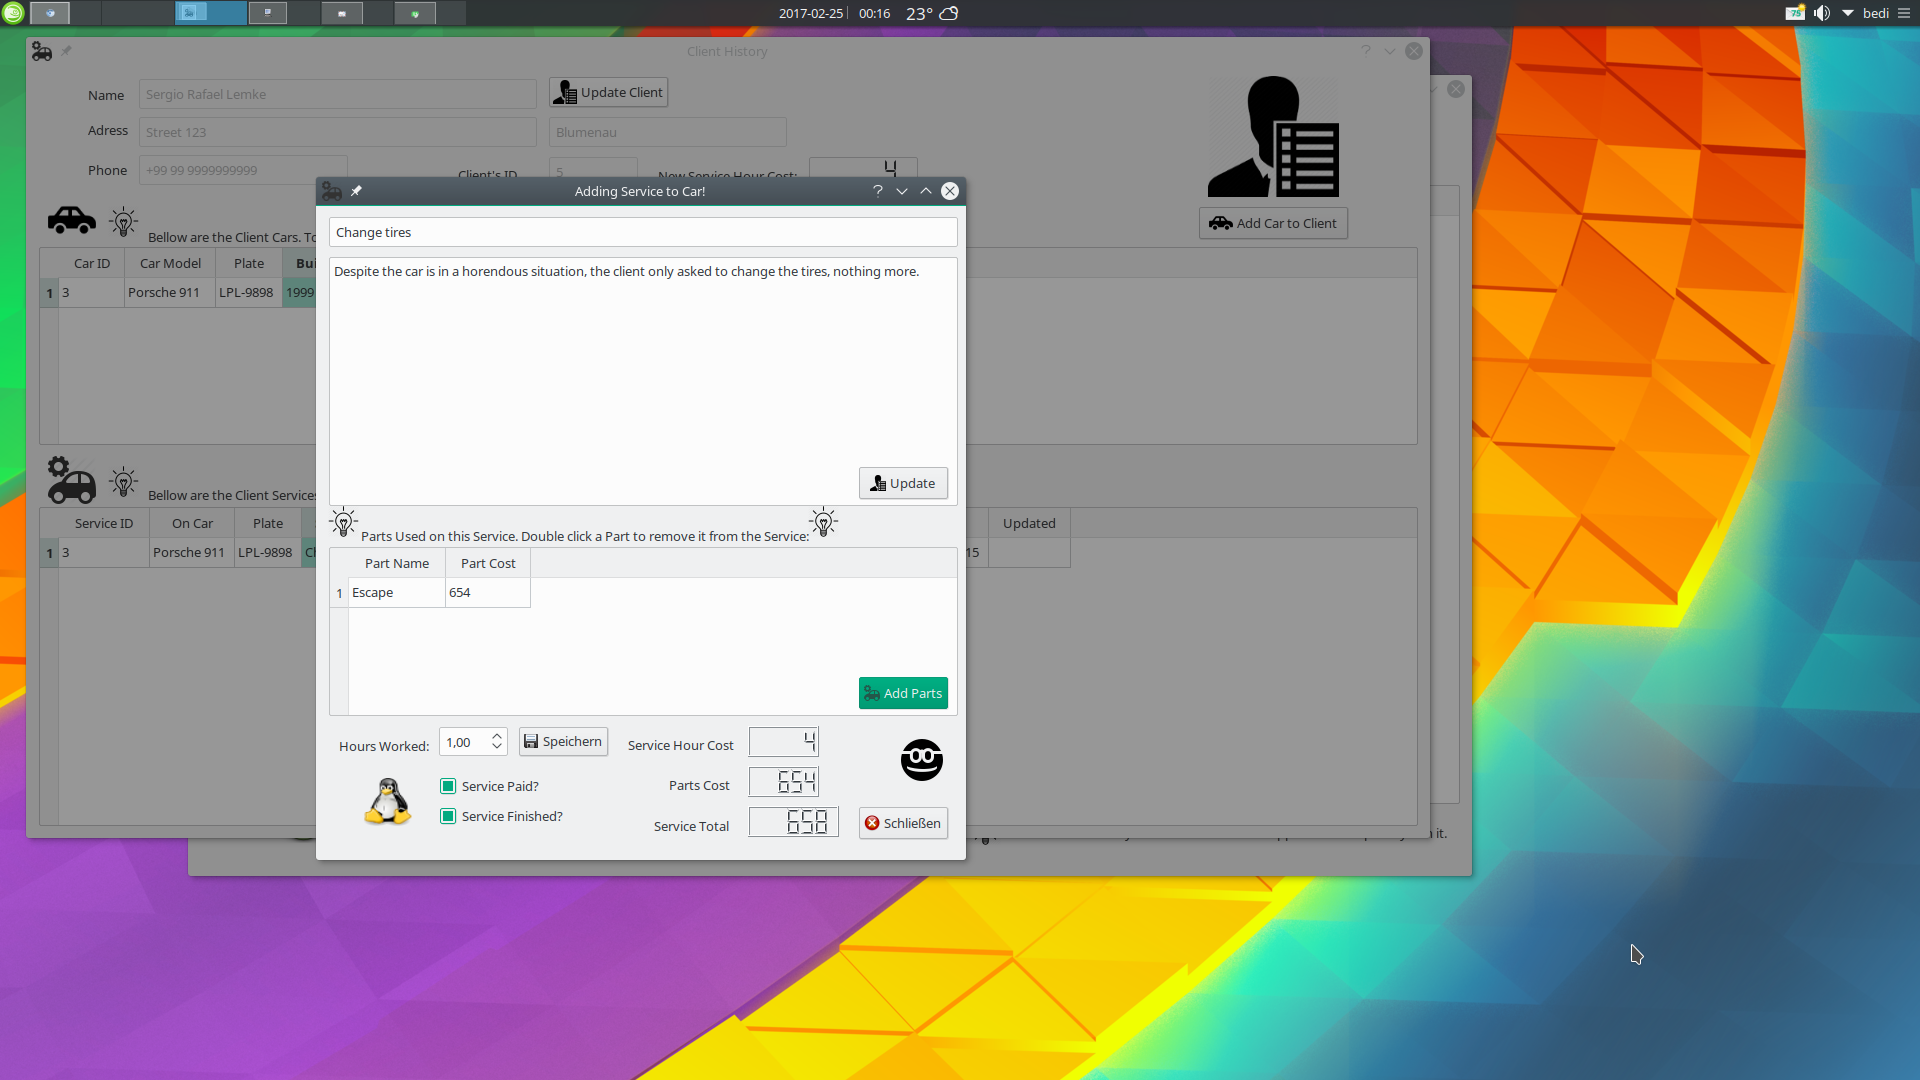 2017-02-25 00:16 23°
75 bedi
Client History
Name Sergio Rafael Lemke Update Client
Adress Street 123 Blumenau
Phone +99 99 9999999999 Client's ID 5 New Service Hour Cost: 4
Add Car to Client
Bellow are the Client Cars. To
Car ID Car Model Plate Bui
1 3 Porsche 911 LPL-9898 1999
Bellow are the Client Services
Service ID On Car Plate Updated
1 3 Porsche 911 LPL-9898 Ch 15
it.
Adding Service to Car!
Change tires
Despite the car is in a horendous situation, the client only asked to change the tires, nothing more.
Update
Parts Used on this Service. Double click a Part to remove it from the Service:
Part Name Part Cost
1 Escape 654
Add Parts
Hours Worked: 1,00 Speichern Service Hour Cost 4
Service Paid? Parts Cost 654
Service Finished? Service Total 658 Schließen